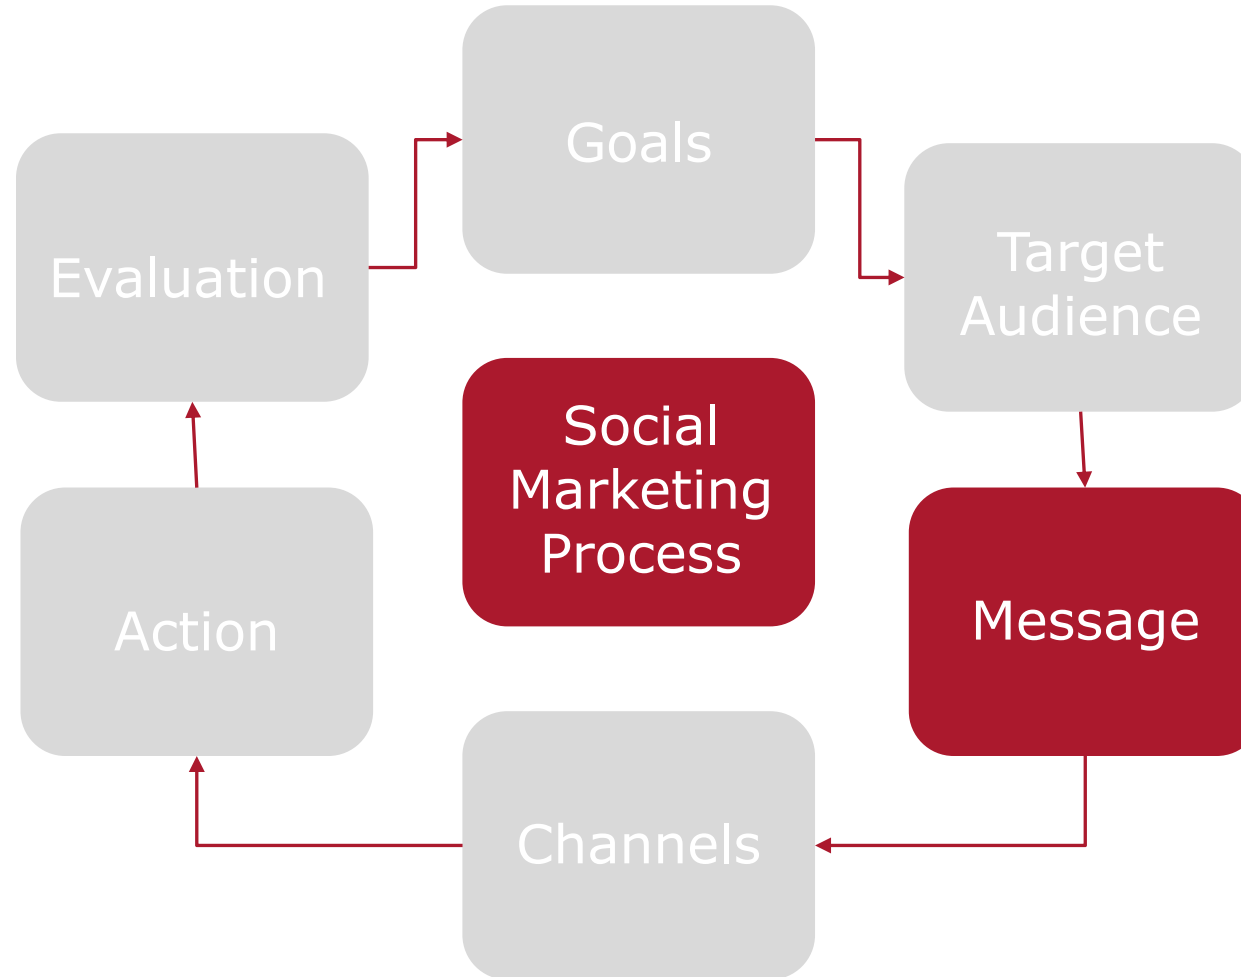 Goals
Target
Audience
Evaluation
Social
Marketing
Process
Message
Action
Channels